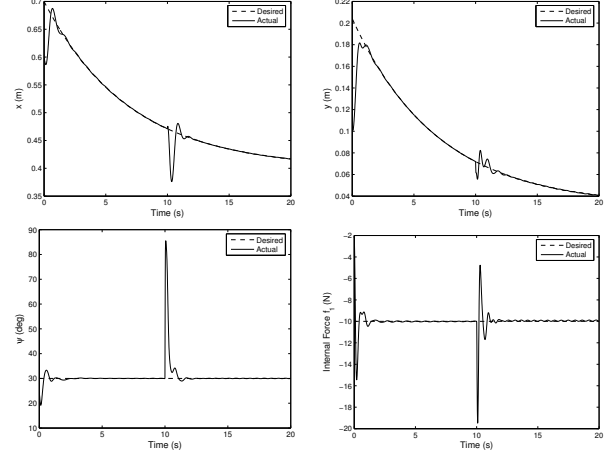 0.7
0.65
0.6
0.55
0.5
0.45
0.4
0.35
x (m)
0 5 10 15 20
Time (s)
Desired
Actual
0.22
0.2
0.18
0.16
0.14
0.12
0.1
0.08
0.06
0.04
y (m)
0 5 10 15 20
Time (s)
Desired
Actual
90
80
70
60
50
40
30
20
10
ψ (deg)
0 5 10 15 20
Time (s)
Desired
Actual
−2
−4
−6
−8
−10
−12
−14
−16
−18
−20
Internal Force f₁ (N)
0 5 10 15 20
Time (s)
Desired
Actual